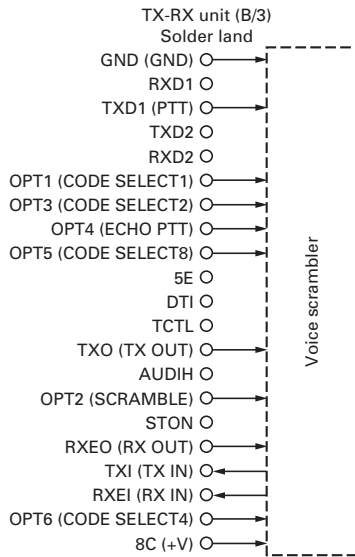 TX-RX unit (B/3)
Solder land
GND (GND)
RXD1
TXD1 (PTT)
TXD2
RXD2
OPT1 (CODE SELECT1)
OPT3 (CODE SELECT2)
OPT4 (ECHO PTT)
OPT5 (CODE SELECT8)
5E
DTI
TCTL
TXO (TX OUT)
AUDIH
OPT2 (SCRAMBLE)
STON
RXEO (RX OUT)
TXI (TX IN)
RXEI (RX IN)
OPT6 (CODE SELECT4)
8C (+V)
Voice scrambler